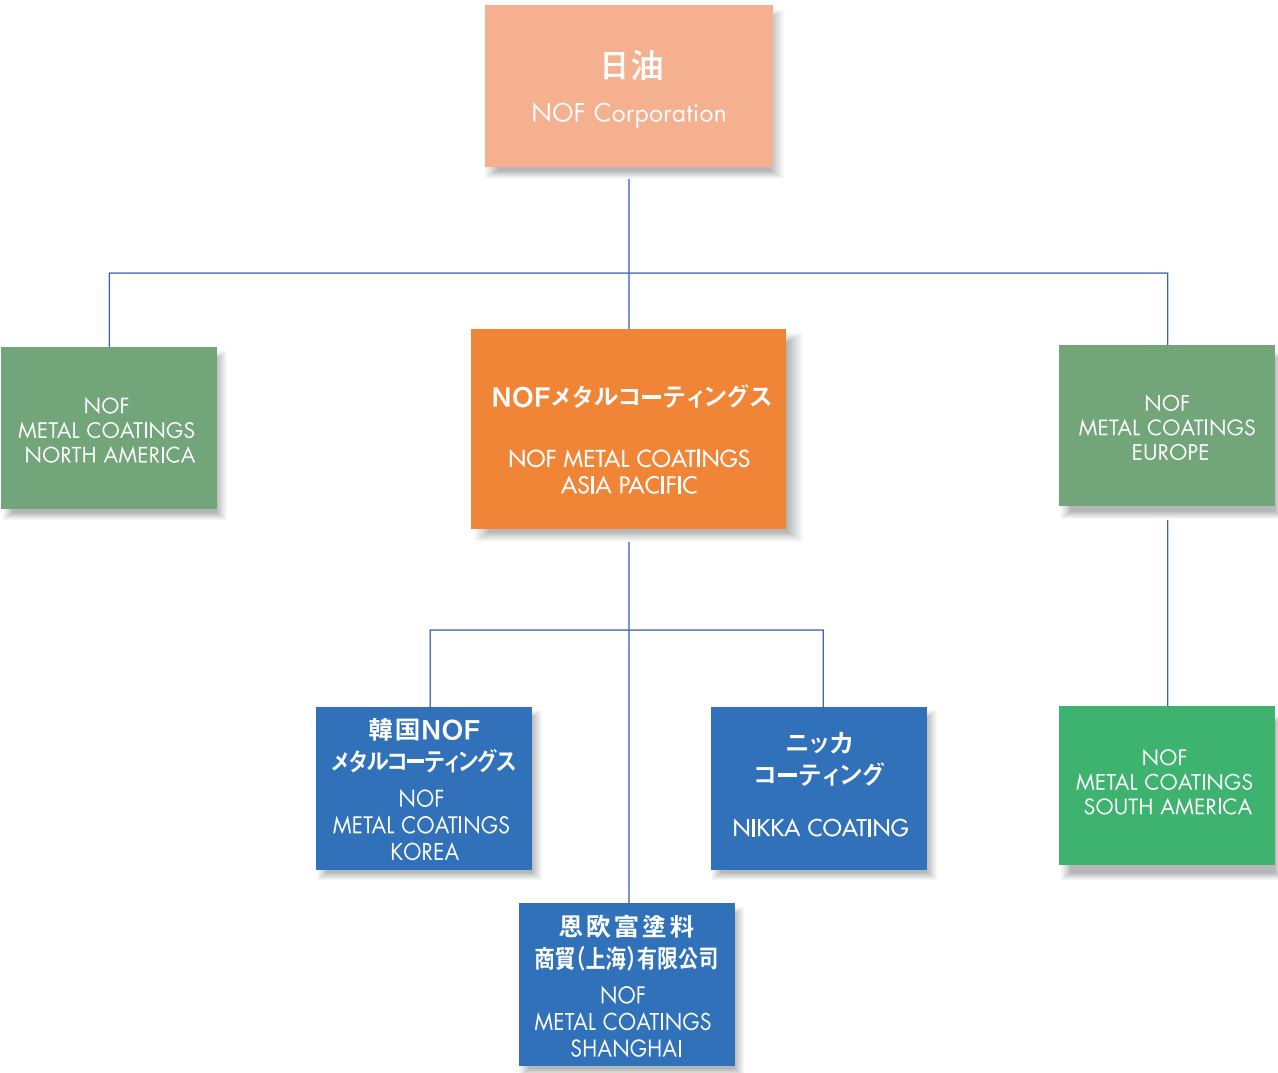 日油
NOF Corporation
NOF
METAL COATINGS
NORTH AMERICA
NOFメタルコーティングス
NOF METAL COATINGS
ASIA PACIFIC
NOF
METAL COATINGS
EUROPE
韓国NOF
メタルコーティングス
NOF
METAL COATINGS
KOREA
ニッカ
コーティング
NIKKA COATING
NOF
METAL COATINGS
SOUTH AMERICA
恩欧富塗料
商貿(上海)有限公司
NOF
METAL COATINGS
SHANGHAI